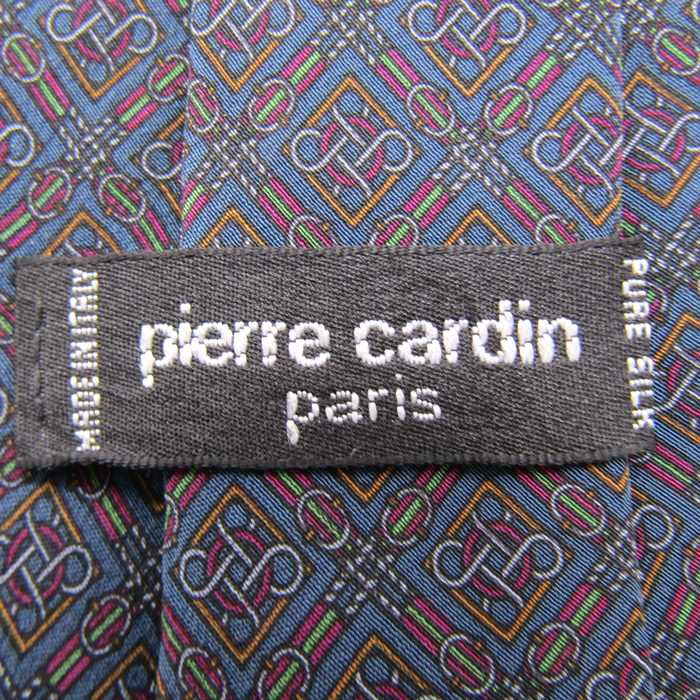 MADE IN ITALY
pierre cardin
paris
PURE SILK